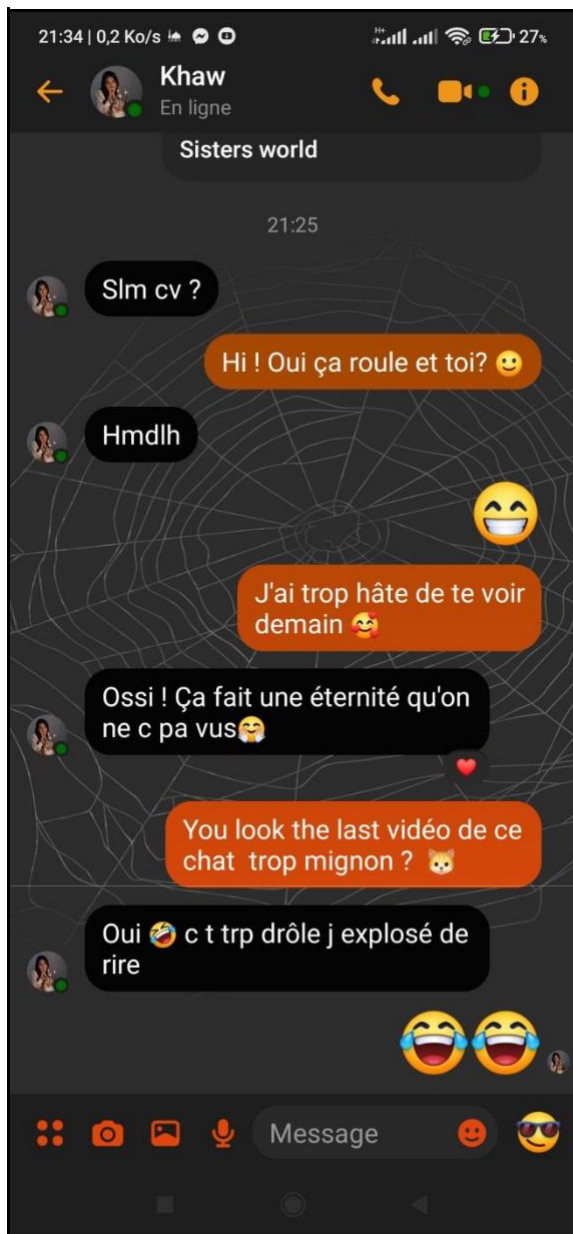 21:34 | 0,2 Ko/s
H+
27%
Khaw
En ligne
Sisters world
21:25
Slm cv ?
Hi ! Oui ça roule et toi? 🙂
Hmdlh
😁
J'ai trop hâte de te voir
demain 🥰
Ossi ! Ça fait une éternité qu'on
ne c pa vus🤗
❤️
You look the last vidéo de ce
chat  trop mignon ? 🐱
Oui 🤣 c t trp drôle j explosé de
rire
😂😂
Message